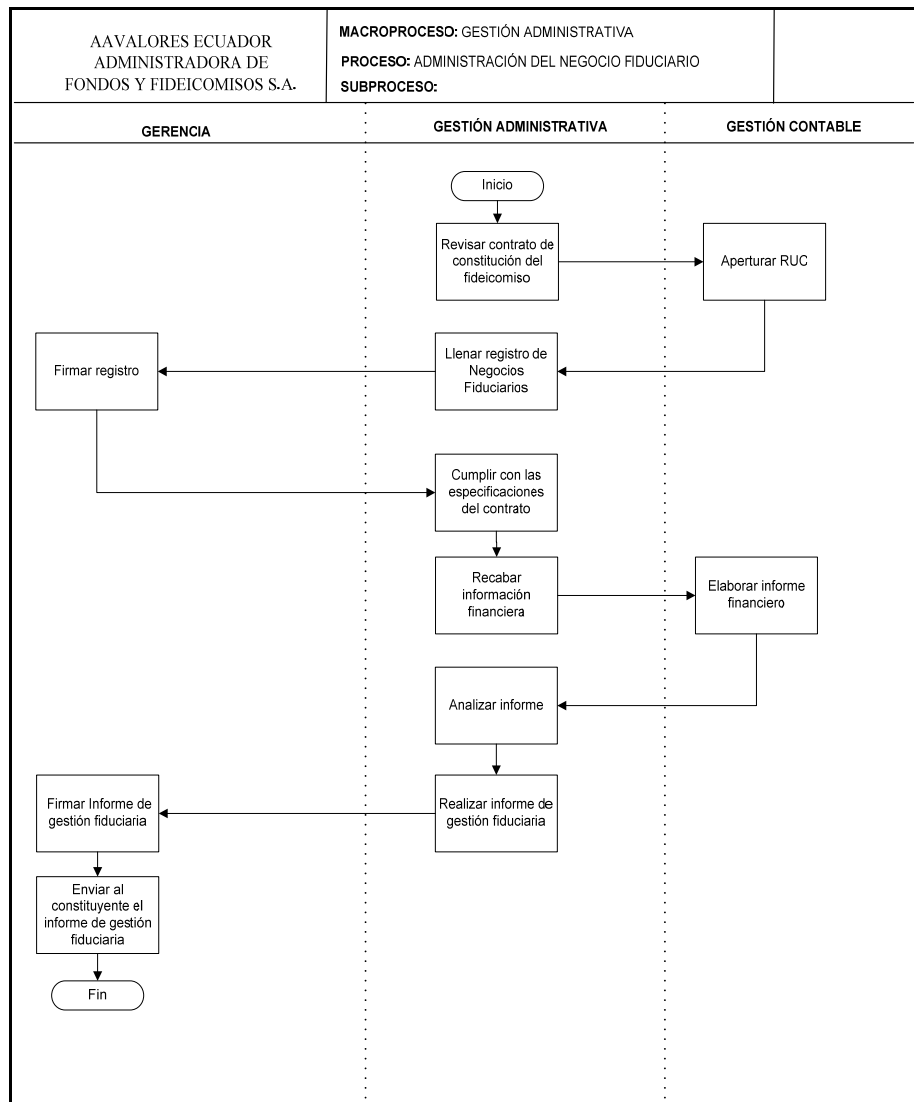 AAVALORES ECUADOR
ADMINISTRADORA DE
FONDOS Y FIDEICOMISOS S.A.
MACROPROCESO: GESTIÓN ADMINISTRATIVA
PROCESO: ADMINISTRACIÓN DEL NEGOCIO FIDUCIARIO
SUBPROCESO:
GERENCIA
GESTIÓN ADMINISTRATIVA
GESTIÓN CONTABLE
Inicio
Revisar contrato de
constitución del
fideicomiso
Aperturar RUC
Llenar registro de
Negocios
Fiduciarios
Firmar registro
Cumplir con las
especificaciones
del contrato
Recabar
información
financiera
Elaborar informe
financiero
Analizar informe
Realizar informe de
gestión fiduciaria
Firmar Informe de
gestión fiduciaria
Enviar al
constituyente el
informe de gestión
fiduciaria
Fin